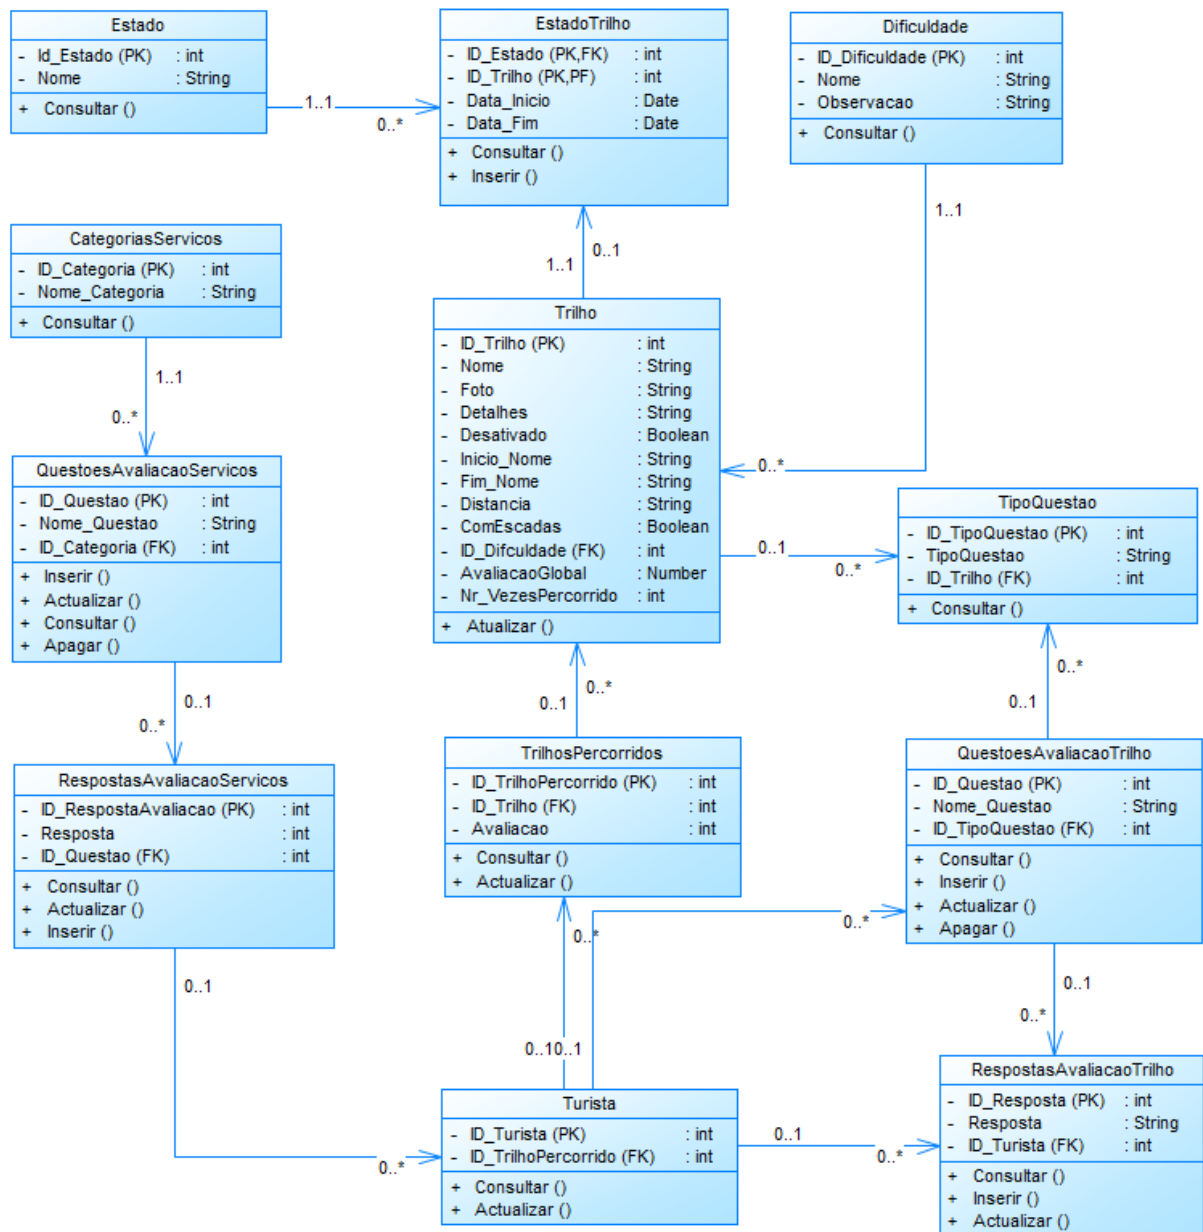 Estado
- Id_Estado (PK) : int
- Nome : String
+ Consultar ()
1..1
0..*
EstadoTrilho
- ID_Estado (PK,FK) : int
- ID_Trilho (PK,PF) : int
- Data_Inicio : Date
- Data_Fim : Date
+ Consultar ()
+ Inserir ()
Dificuldade
- ID_Dificuldade (PK) : int
- Nome : String
- Observacao : String
+ Consultar ()
1..1
0..*
0..1
1..1
CategoriasServicos
- ID_Categoria (PK) : int
- Nome_Categoria : String
+ Consultar ()
1..1
0..*
Trilho
- ID_Trilho (PK) : int
- Nome : String
- Foto : String
- Detalhes : String
- Desativado : Boolean
- Inicio_Nome : String
- Fim_Nome : String
- Distancia : String
- ComEscadas : Boolean
- ID_Difculdade (FK) : int
- AvaliacaoGlobal : Number
- Nr_VezesPercorrido : int
+ Atualizar ()
0..1
0..*
QuestoesAvaliacaoServicos
- ID_Questao (PK) : int
- Nome_Questao : String
- ID_Categoria (FK) : int
+ Inserir ()
+ Actualizar ()
+ Consultar ()
+ Apagar ()
0..1
0..*
TipoQuestao
- ID_TipoQuestao (PK) : int
- TipoQuestao : String
- ID_Trilho (FK) : int
+ Consultar ()
0..*
0..1
0..*
0..1
RespostasAvaliacaoServicos
- ID_RespostaAvaliacao (PK) : int
- Resposta : int
- ID_Questao (FK) : int
+ Consultar ()
+ Actualizar ()
+ Inserir ()
0..1
0..*
TrilhosPercorridos
- ID_TrilhoPercorrido (PK) : int
- ID_Trilho (FK) : int
- Avaliacao : int
+ Consultar ()
+ Actualizar ()
0..*
0..*
0..10..1
QuestoesAvaliacaoTrilho
- ID_Questao (PK) : int
- Nome_Questao : String
- ID_TipoQuestao (FK) : int
+ Consultar ()
+ Inserir ()
+ Actualizar ()
+ Apagar ()
0..1
0..*
Turista
- ID_Turista (PK) : int
- ID_TrilhoPercorrido (FK) : int
+ Consultar ()
+ Actualizar ()
0..1
0..*
RespostasAvaliacaoTrilho
- ID_Resposta (PK) : int
- Resposta : String
- ID_Turista (FK) : int
+ Consultar ()
+ Inserir ()
+ Actualizar ()